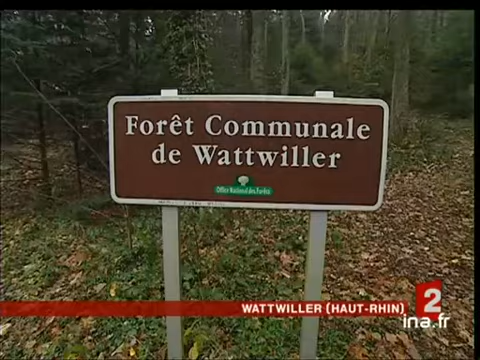 Forêt Communale
de Wattwiller
Office National des Forêts
WATTWILLER (HAUT-RHIN)
2
ina.fr